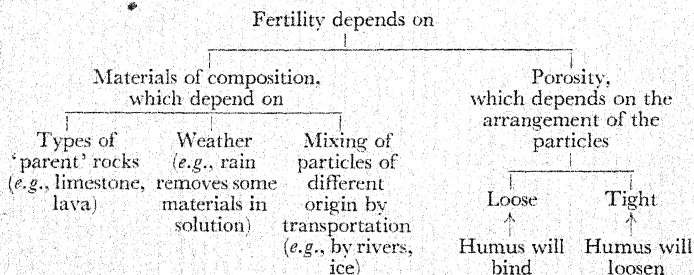 Fertility depends on
Materials of composition,
which depend on
Types of
'parent' rocks
(e.g., limestone,
lava)
Weather
(e.g., rain
removes some
materials in
solution)
Mixing of
particles of
different
origin by
transportation
(e.g., by rivers,
ice)
Porosity,
which depends on the
arrangement of the
particles
Loose
Humus will
bind
Tight
Humus will
loosen